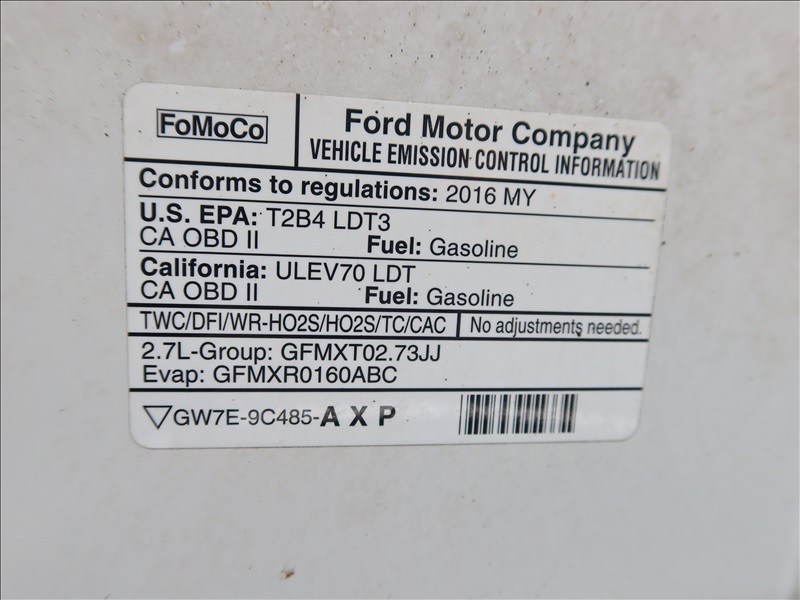 FoMoCo
Ford Motor Company
VEHICLE EMISSION CONTROL INFORMATION
Conforms to regulations: 2016 MY
U.S. EPA: T2B4 LDT3
CA OBD II Fuel: Gasoline
California: ULEV70 LDT
CA OBD II Fuel: Gasoline
TWC/DFI/WR-HO2S/HO2S/TC/CAC No adjustments needed.
2.7L-Group: GFMXT02.73JJ
Evap: GFMXR0160ABC
GW7E-9C485-A X P